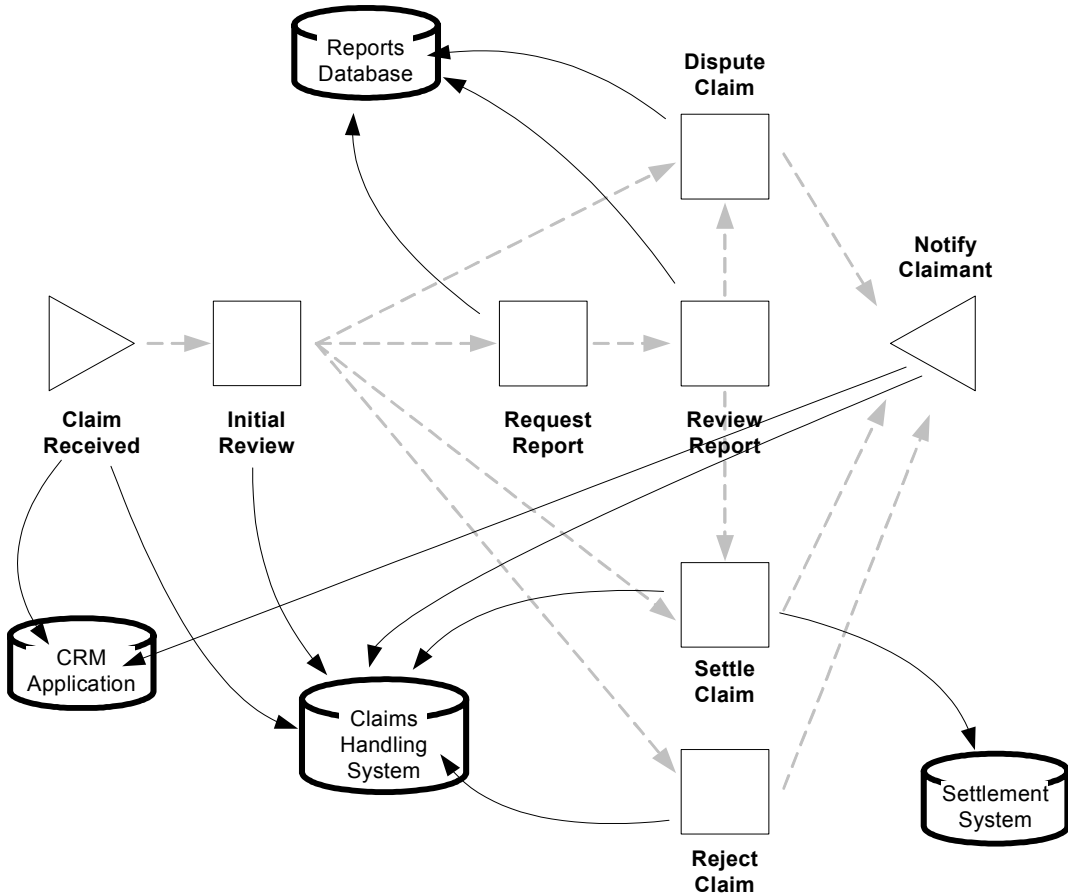 Reports
Database
Dispute
Claim
Notify
Claimant
Claim
Received
Initial
Review
Request
Report
Review
Report
CRM
Application
Claims
Handling
System
Settle
Claim
Settlement
System
Reject
Claim